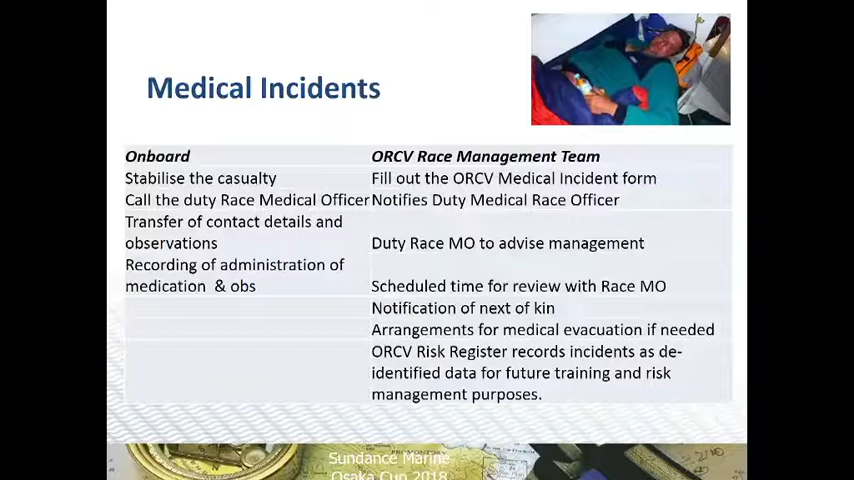 Medical Incidents
Onboard
ORCV Race Management Team
Stabilise the casualty
Fill out the ORCV Medical Incident form
Call the duty Race Medical Officer
Notifies Duty Medical Race Officer
Transfer of contact details and
observations
Duty Race MO to advise management
Recording of administration of
medication & obs
Scheduled time for review with Race MO
Notification of next of kin
Arrangements for medical evacuation if needed
ORCV Risk Register records incidents as de-
identified data for future training and risk
management purposes.
Sundance Marine
Osaka Cup 2018